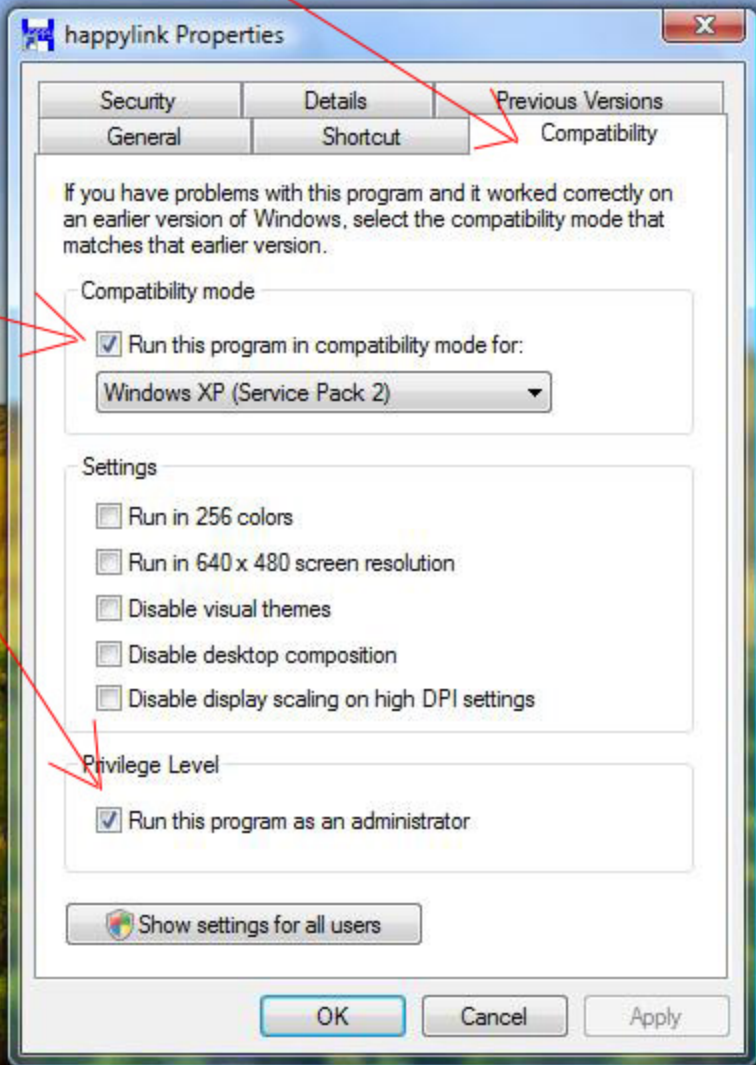 happylink Properties
Security Details Previous Versions
General Shortcut Compatibility
If you have problems with this program and it worked correctly on
an earlier version of Windows, select the compatibility mode that
matches that earlier version.
Compatibility mode
Run this program in compatibility mode for:
Windows XP (Service Pack 2)
Settings
Run in 256 colors
Run in 640 x 480 screen resolution
Disable visual themes
Disable desktop composition
Disable display scaling on high DPI settings
Privilege Level
Run this program as an administrator
Show settings for all users
OK Cancel Apply